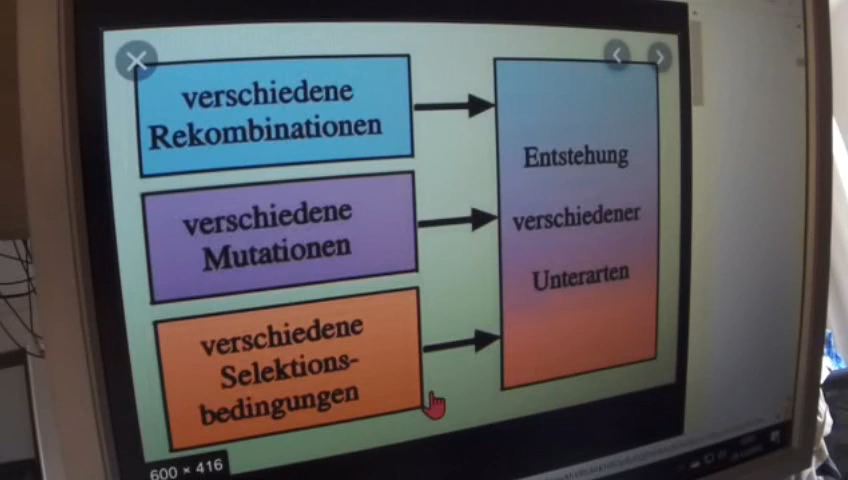 verschiedene
Rekombinationen
verschiedene
Mutationen
verschiedene
Selektions-
bedingungen
Entstehung
verschiedener
Unterarten
600 × 416